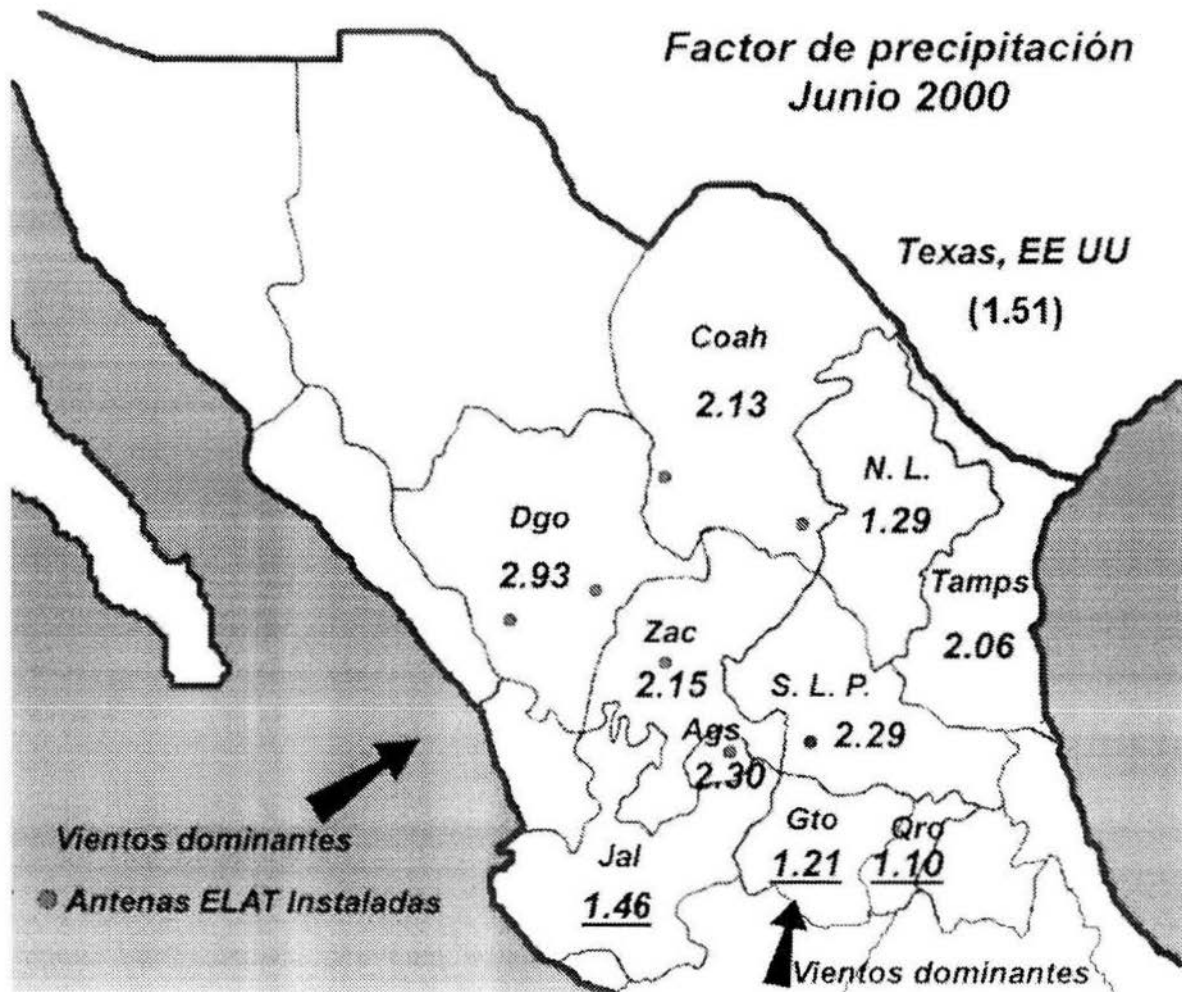 Factor de precipitación
Junio 2000
Texas, EE UU
(1.51)
Coah
2.13
N. L.
1.29
Dgo
2.93
Tamps
2.06
Zac
2.15
S. L. P.
2.29
Ags
2.30
Gto
1.21
Qro
1.10
Jal
1.46
Vientos dominantes
Antenas ELAT Instaladas
Vientos dominantes